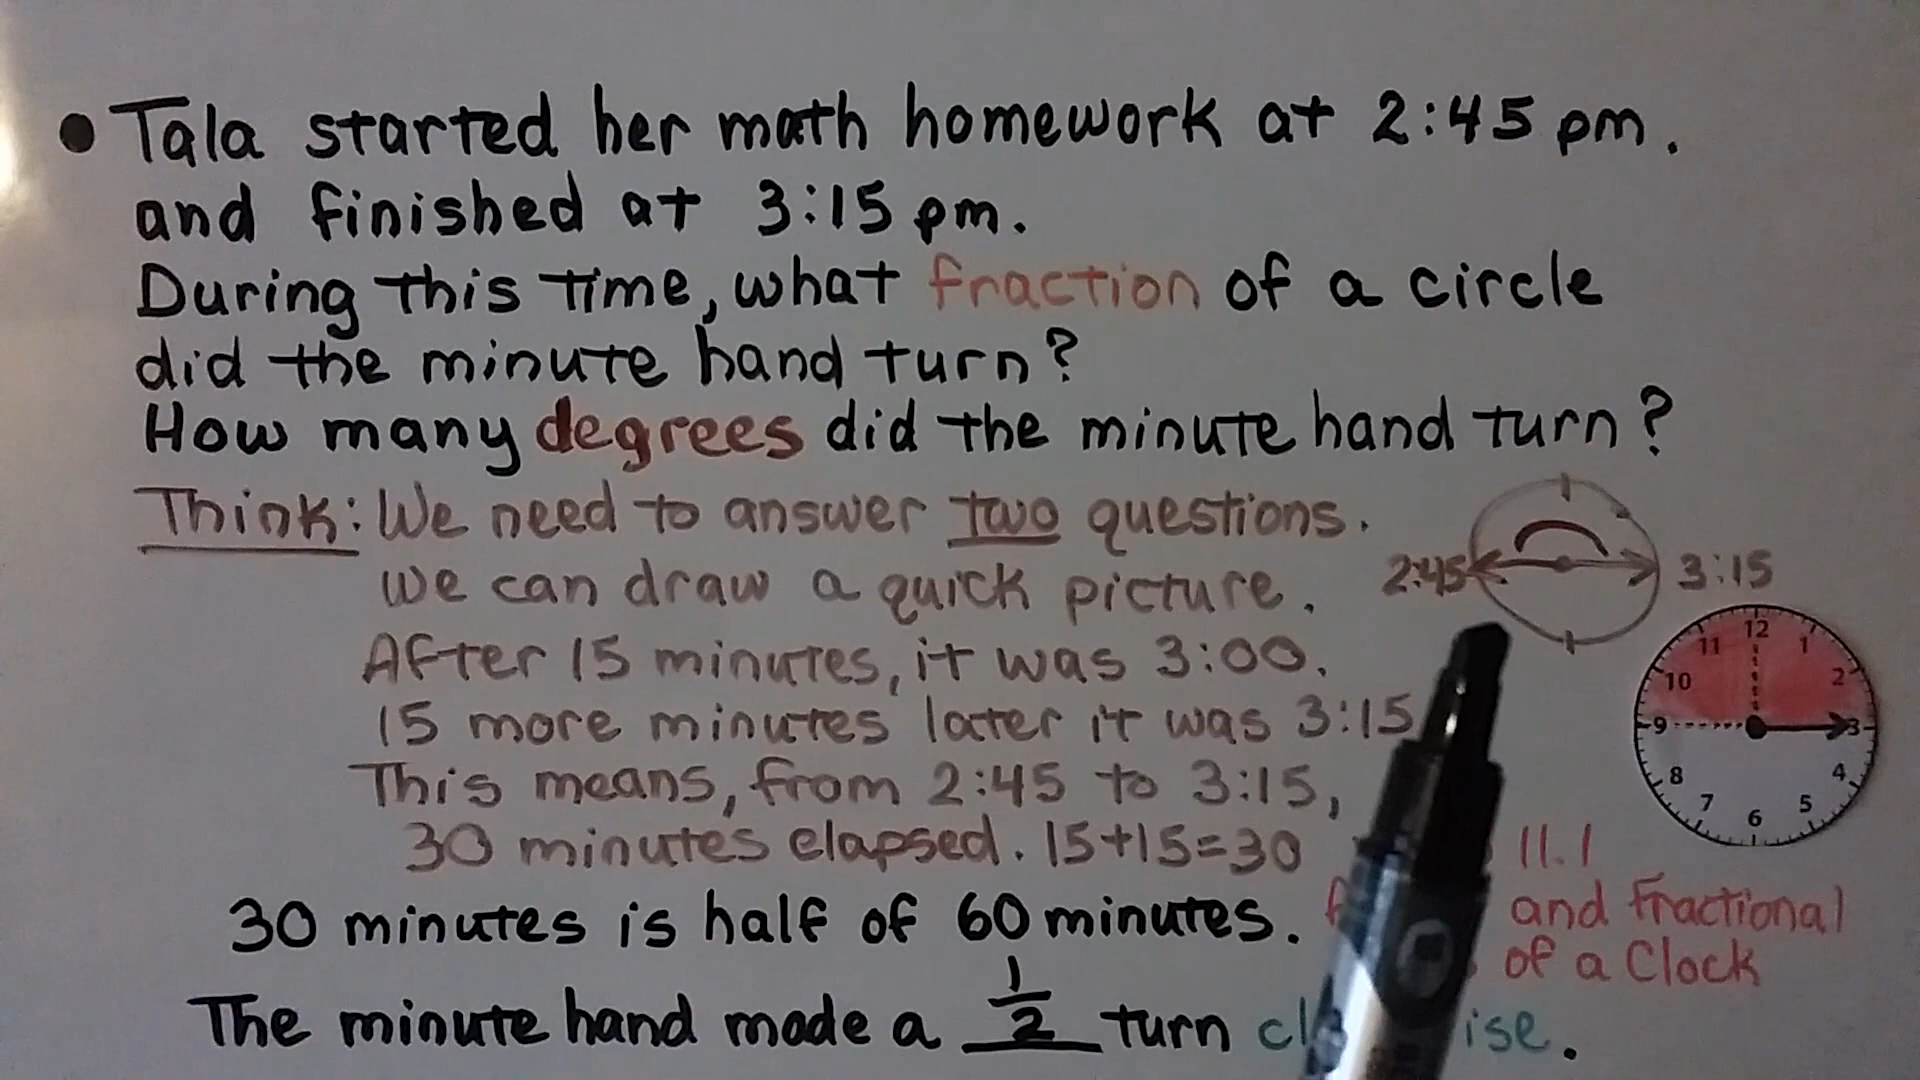 • Tala started her math homework at 2:45 pm.
and finished at 3:15 pm.
During this time, what fraction of a circle
did the minute hand turn?
How many degrees did the minute hand turn?
Think: We need to answer two questions.
We can draw a quick picture.
2:45 3:15
After 15 minutes, it was 3:00.
15 more minutes later it was 3:15
This means, from 2:45 to 3:15,
30 minutes elapsed. 15+15=30
12
11 1
10 2
9 3
8 4
7 5
6
11.1
and Fractional
of a Clock
30 minutes is half of 60 minutes.
The minute hand made a 1/2 turn